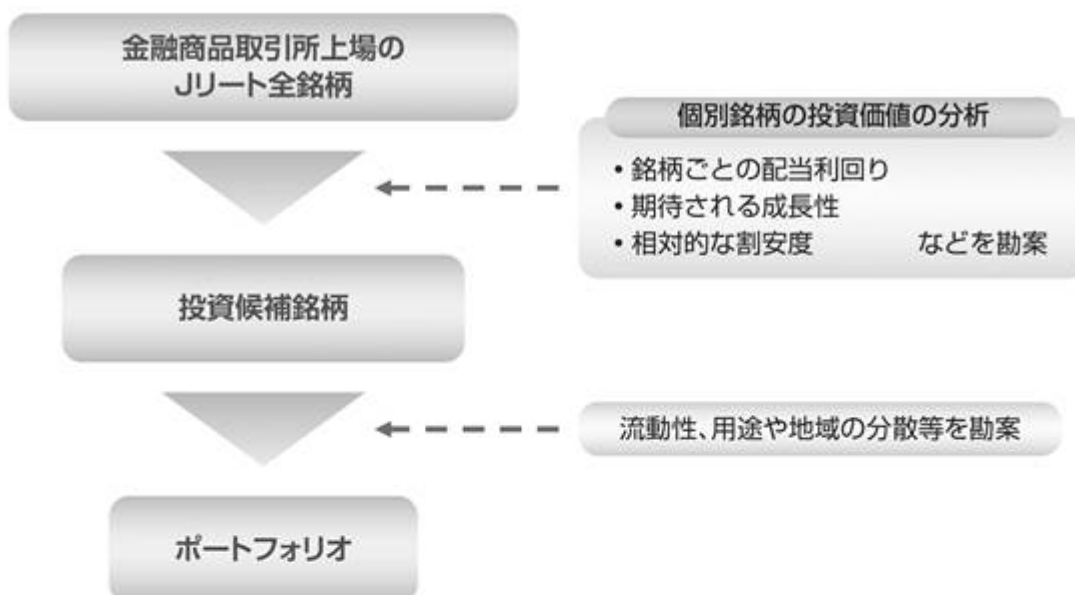 金融商品取引所上場の
Jリート全銘柄
個別銘柄の投資価値の分析
・銘柄ごとの配当利回り
・期待される成長性
・相対的な割安度　などを勘案
投資候補銘柄
流動性、用途や地域の分散等を勘案
ポートフォリオ